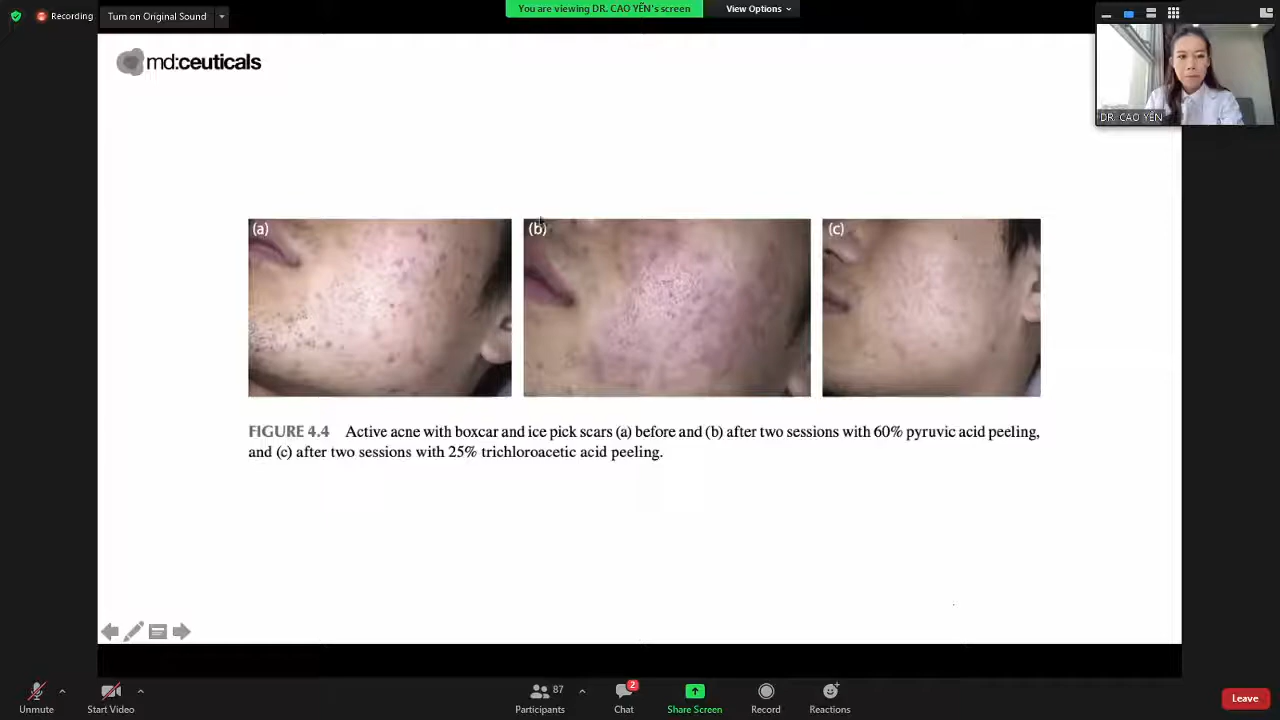 Recording
Turn on Original Sound
You are viewing DR. CAO YẾN's screen
View Options
md:ceuticals
DR. CAO YẾN
(a)
(b)
(c)
FIGURE 4.4 Active acne with boxcar and ice pick scars (a) before and (b) after two sessions with 60% pyruvic acid peeling,
and (c) after two sessions with 25% trichloroacetic acid peeling.
Unmute
Start Video
87
Participants
2
Chat
Share Screen
Record
Reactions
Leave